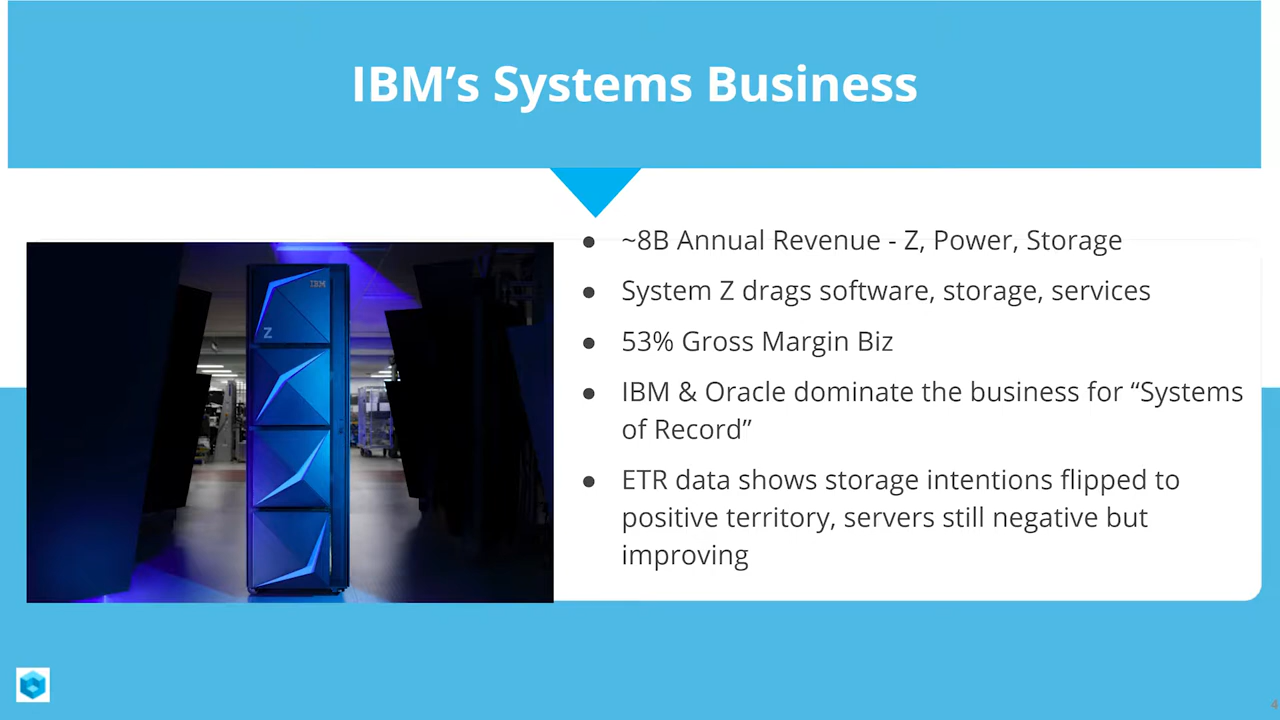 IBM’s Systems Business
IBM
Z
● ~8B Annual Revenue - Z, Power, Storage
● System Z drags software, storage, services
● 53% Gross Margin Biz
● IBM & Oracle dominate the business for “Systems
of Record”
● ETR data shows storage intentions flipped to
positive territory, servers still negative but
improving
4